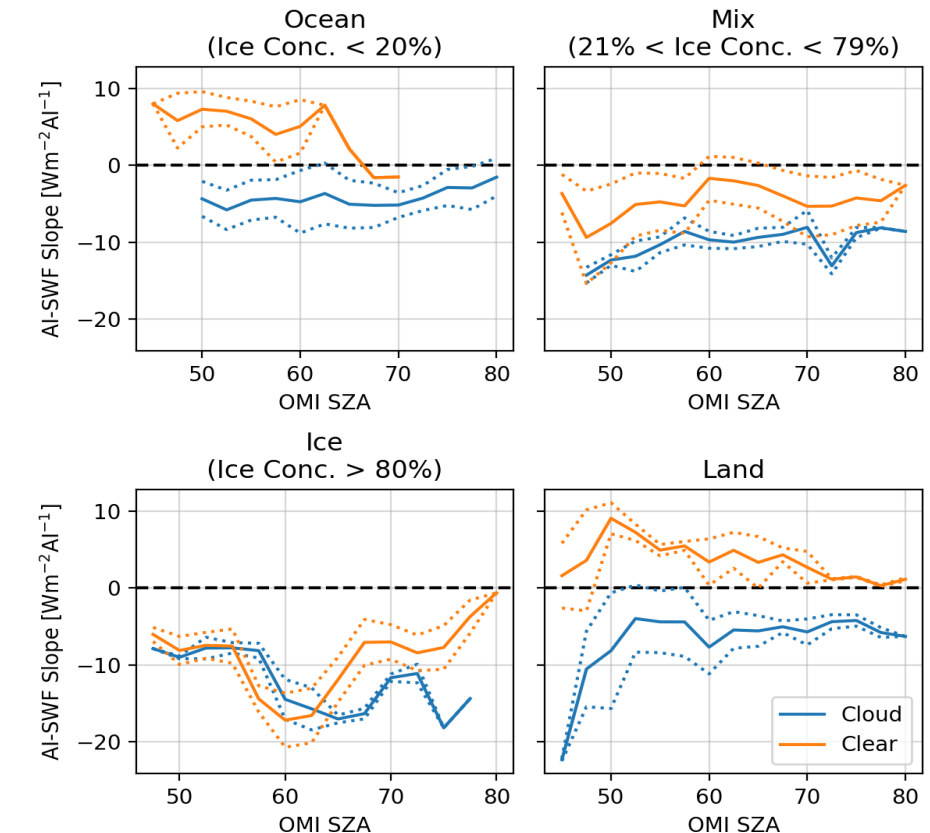 Ocean
(Ice Conc. < 20%)
Mix
(21% < Ice Conc. < 79%)
AI-SWF Slope [Wm⁻²AI⁻¹]
10
0
−10
−20
50
60
70
80
OMI SZA
50
60
70
80
OMI SZA
Ice
(Ice Conc. > 80%)
Land
AI-SWF Slope [Wm⁻²AI⁻¹]
10
0
−10
−20
Cloud
Clear
50
60
70
80
OMI SZA
50
60
70
80
OMI SZA